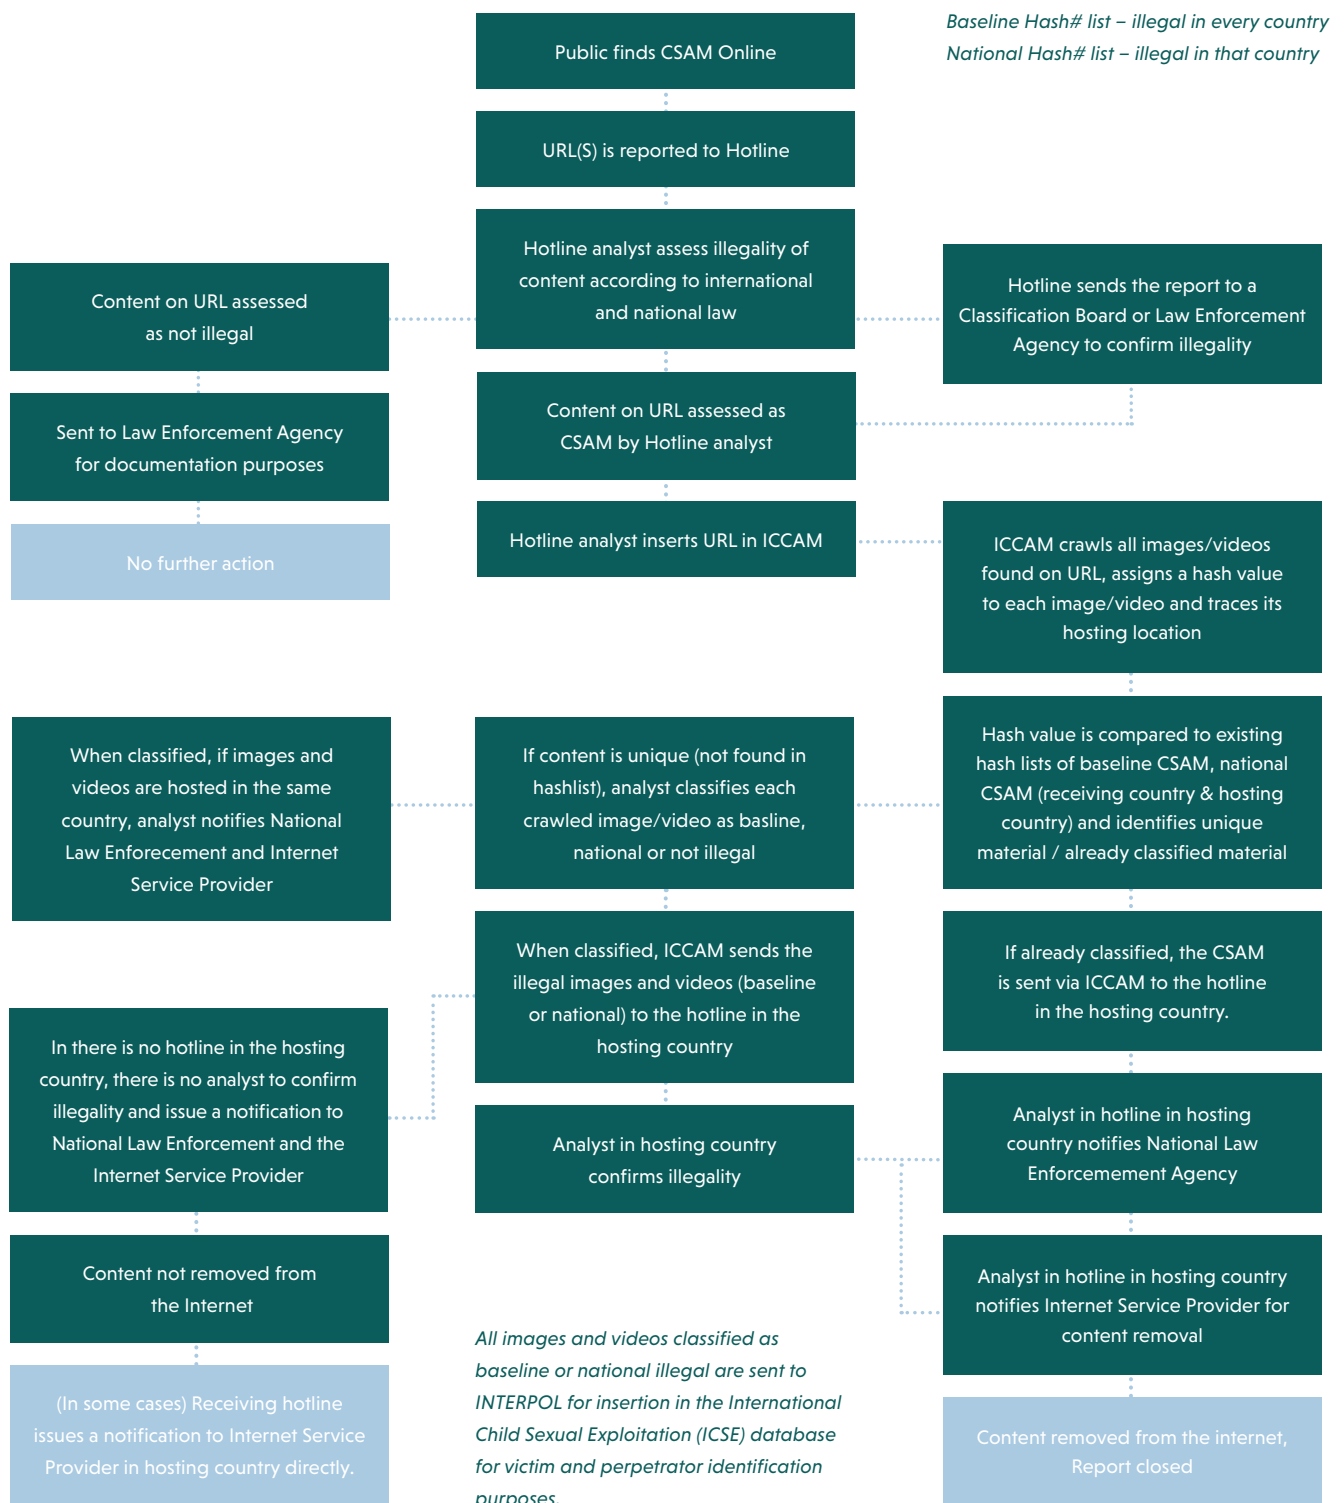 Baseline Hash# list – illegal in every country
National Hash# list – illegal in that country
Public finds CSAM Online
URL(S) is reported to Hotline
Hotline analyst assess illegality of
content according to international
and national law
Content on URL assessed
as not illegal
Hotline sends the report to a
Classification Board or Law Enforcement
Agency to confirm illegality
Sent to Law Enforcement Agency
for documentation purposes
Content on URL assessed as
CSAM by Hotline analyst
No further action
Hotline analyst inserts URL in ICCAM
ICCAM crawls all images/videos
found on URL, assigns a hash value
to each image/video and traces its
hosting location
When classified, if images and
videos are hosted in the same
country, analyst notifies National
Law Enforecement and Internet
Service Provider
If content is unique (not found in
hashlist), analyst classifies each
crawled image/video as basline,
national or not illegal
Hash value is compared to existing
hash lists of baseline CSAM, national
CSAM (receiving country & hosting
country) and identifies unique
material / already classified material
When classified, ICCAM sends the
illegal images and videos (baseline
or national) to the hotline in the
hosting country
If already classified, the CSAM
is sent via ICCAM to the hotline
in the hosting country.
In there is no hotline in the hosting
country, there is no analyst to confirm
illegality and issue a notification to
National Law Enforcement and the
Internet Service Provider
Analyst in hosting country
confirms illegality
Analyst in hotline in hosting
country notifies National Law
Enforcemement Agency
Content not removed from
the Internet
Analyst in hotline in hosting country
notifies Internet Service Provider for
content removal
(In some cases) Receiving hotline
issues a notification to Internet Service
Provider in hosting country directly.
All images and videos classified as
baseline or national illegal are sent to
INTERPOL for insertion in the International
Child Sexual Exploitation (ICSE) database
for victim and perpetrator identification
purposes.
Content removed from the internet,
Report closed